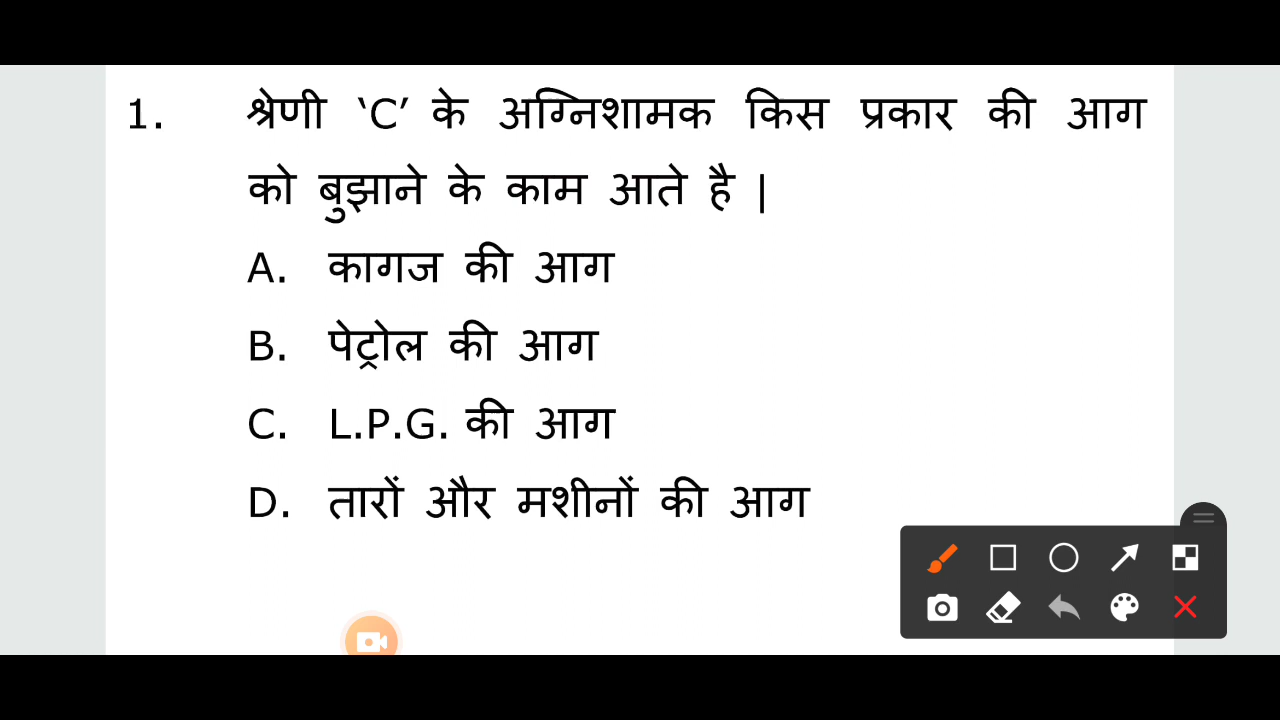 1. श्रेणी ‘C’ के अग्निशामक किस प्रकार की आग
को बुझाने के काम आते है |
A. कागज की आग
B. पेट्रोल की आग
C. L.P.G. की आग
D. तारों और मशीनों की आग